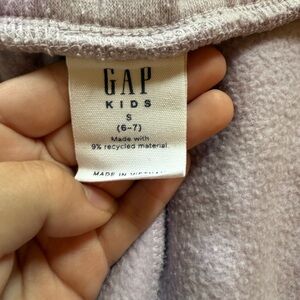 GAP
KIDS
S
(6-7)
Made with
9% recycled material
MADE IN